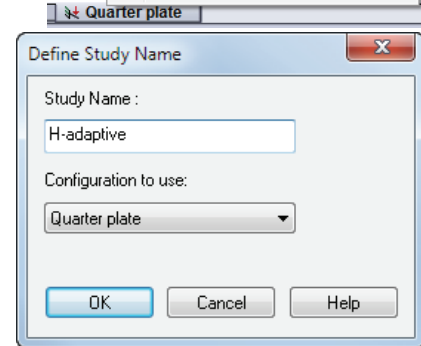 Quarter plate
Define Study Name
Study Name :
H-adaptive
Configuration to use:
Quarter plate
OK
Cancel
Help